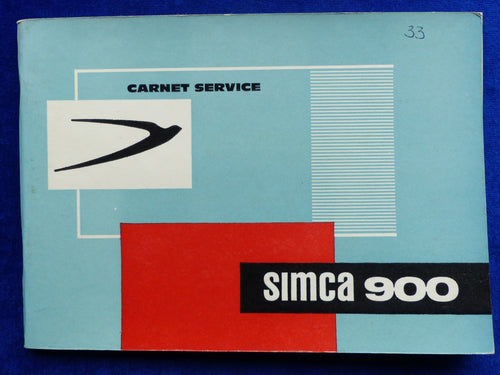 33
CARNET SERVICE
simca 900